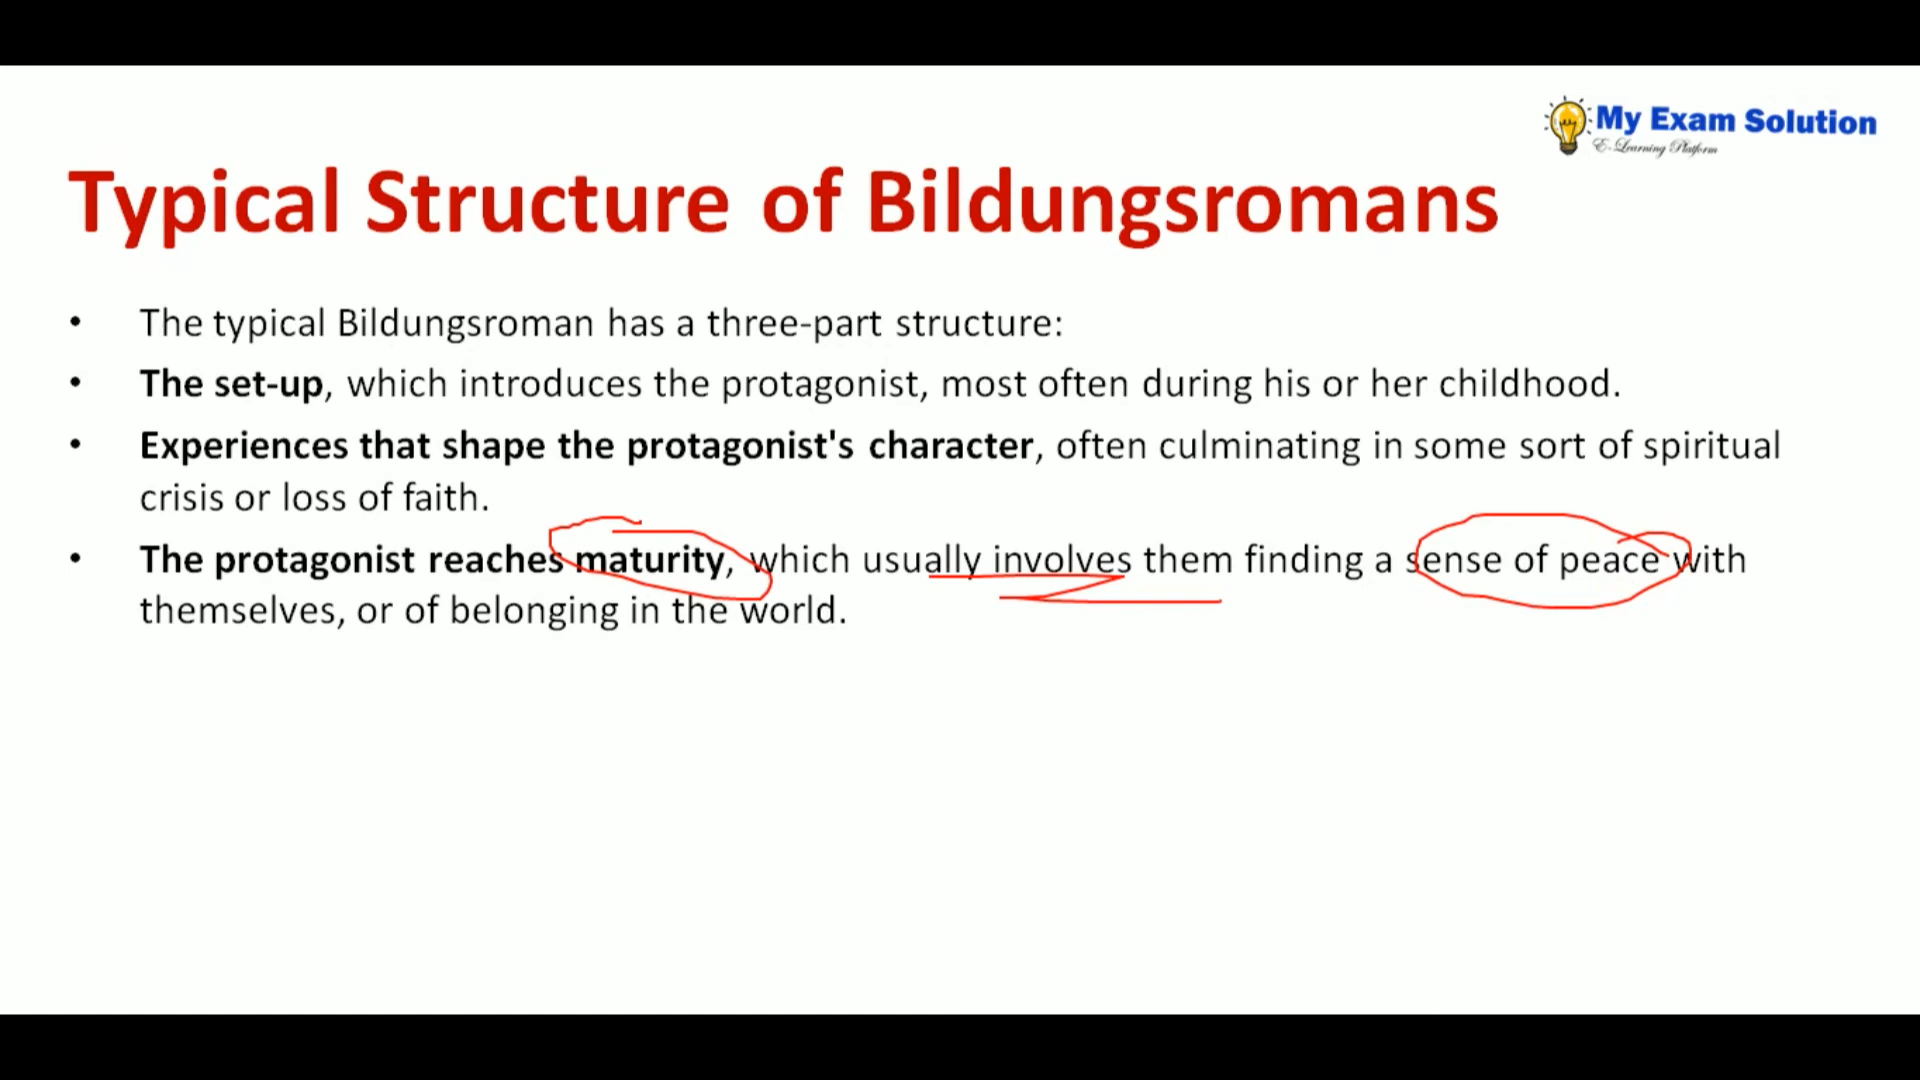 My Exam Solution
E-Learning Platform
Typical Structure of Bildungsromans
• The typical Bildungsroman has a three-part structure:
• The set-up, which introduces the protagonist, most often during his or her childhood.
• Experiences that shape the protagonist's character, often culminating in some sort of spiritual
crisis or loss of faith.
• The protagonist reaches maturity, which usually involves them finding a sense of peace with
themselves, or of belonging in the world.